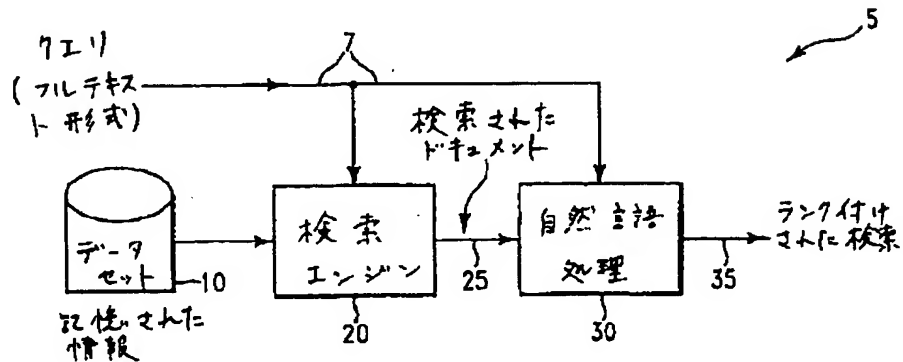 5
クエリ
(フルテキス
ト形式)
7
検索された
ドキュメント
データ
セット
10
記憶された
情報
検索
エンジン
20
25
自然言語
処理
30
35
ランク付け
された検索